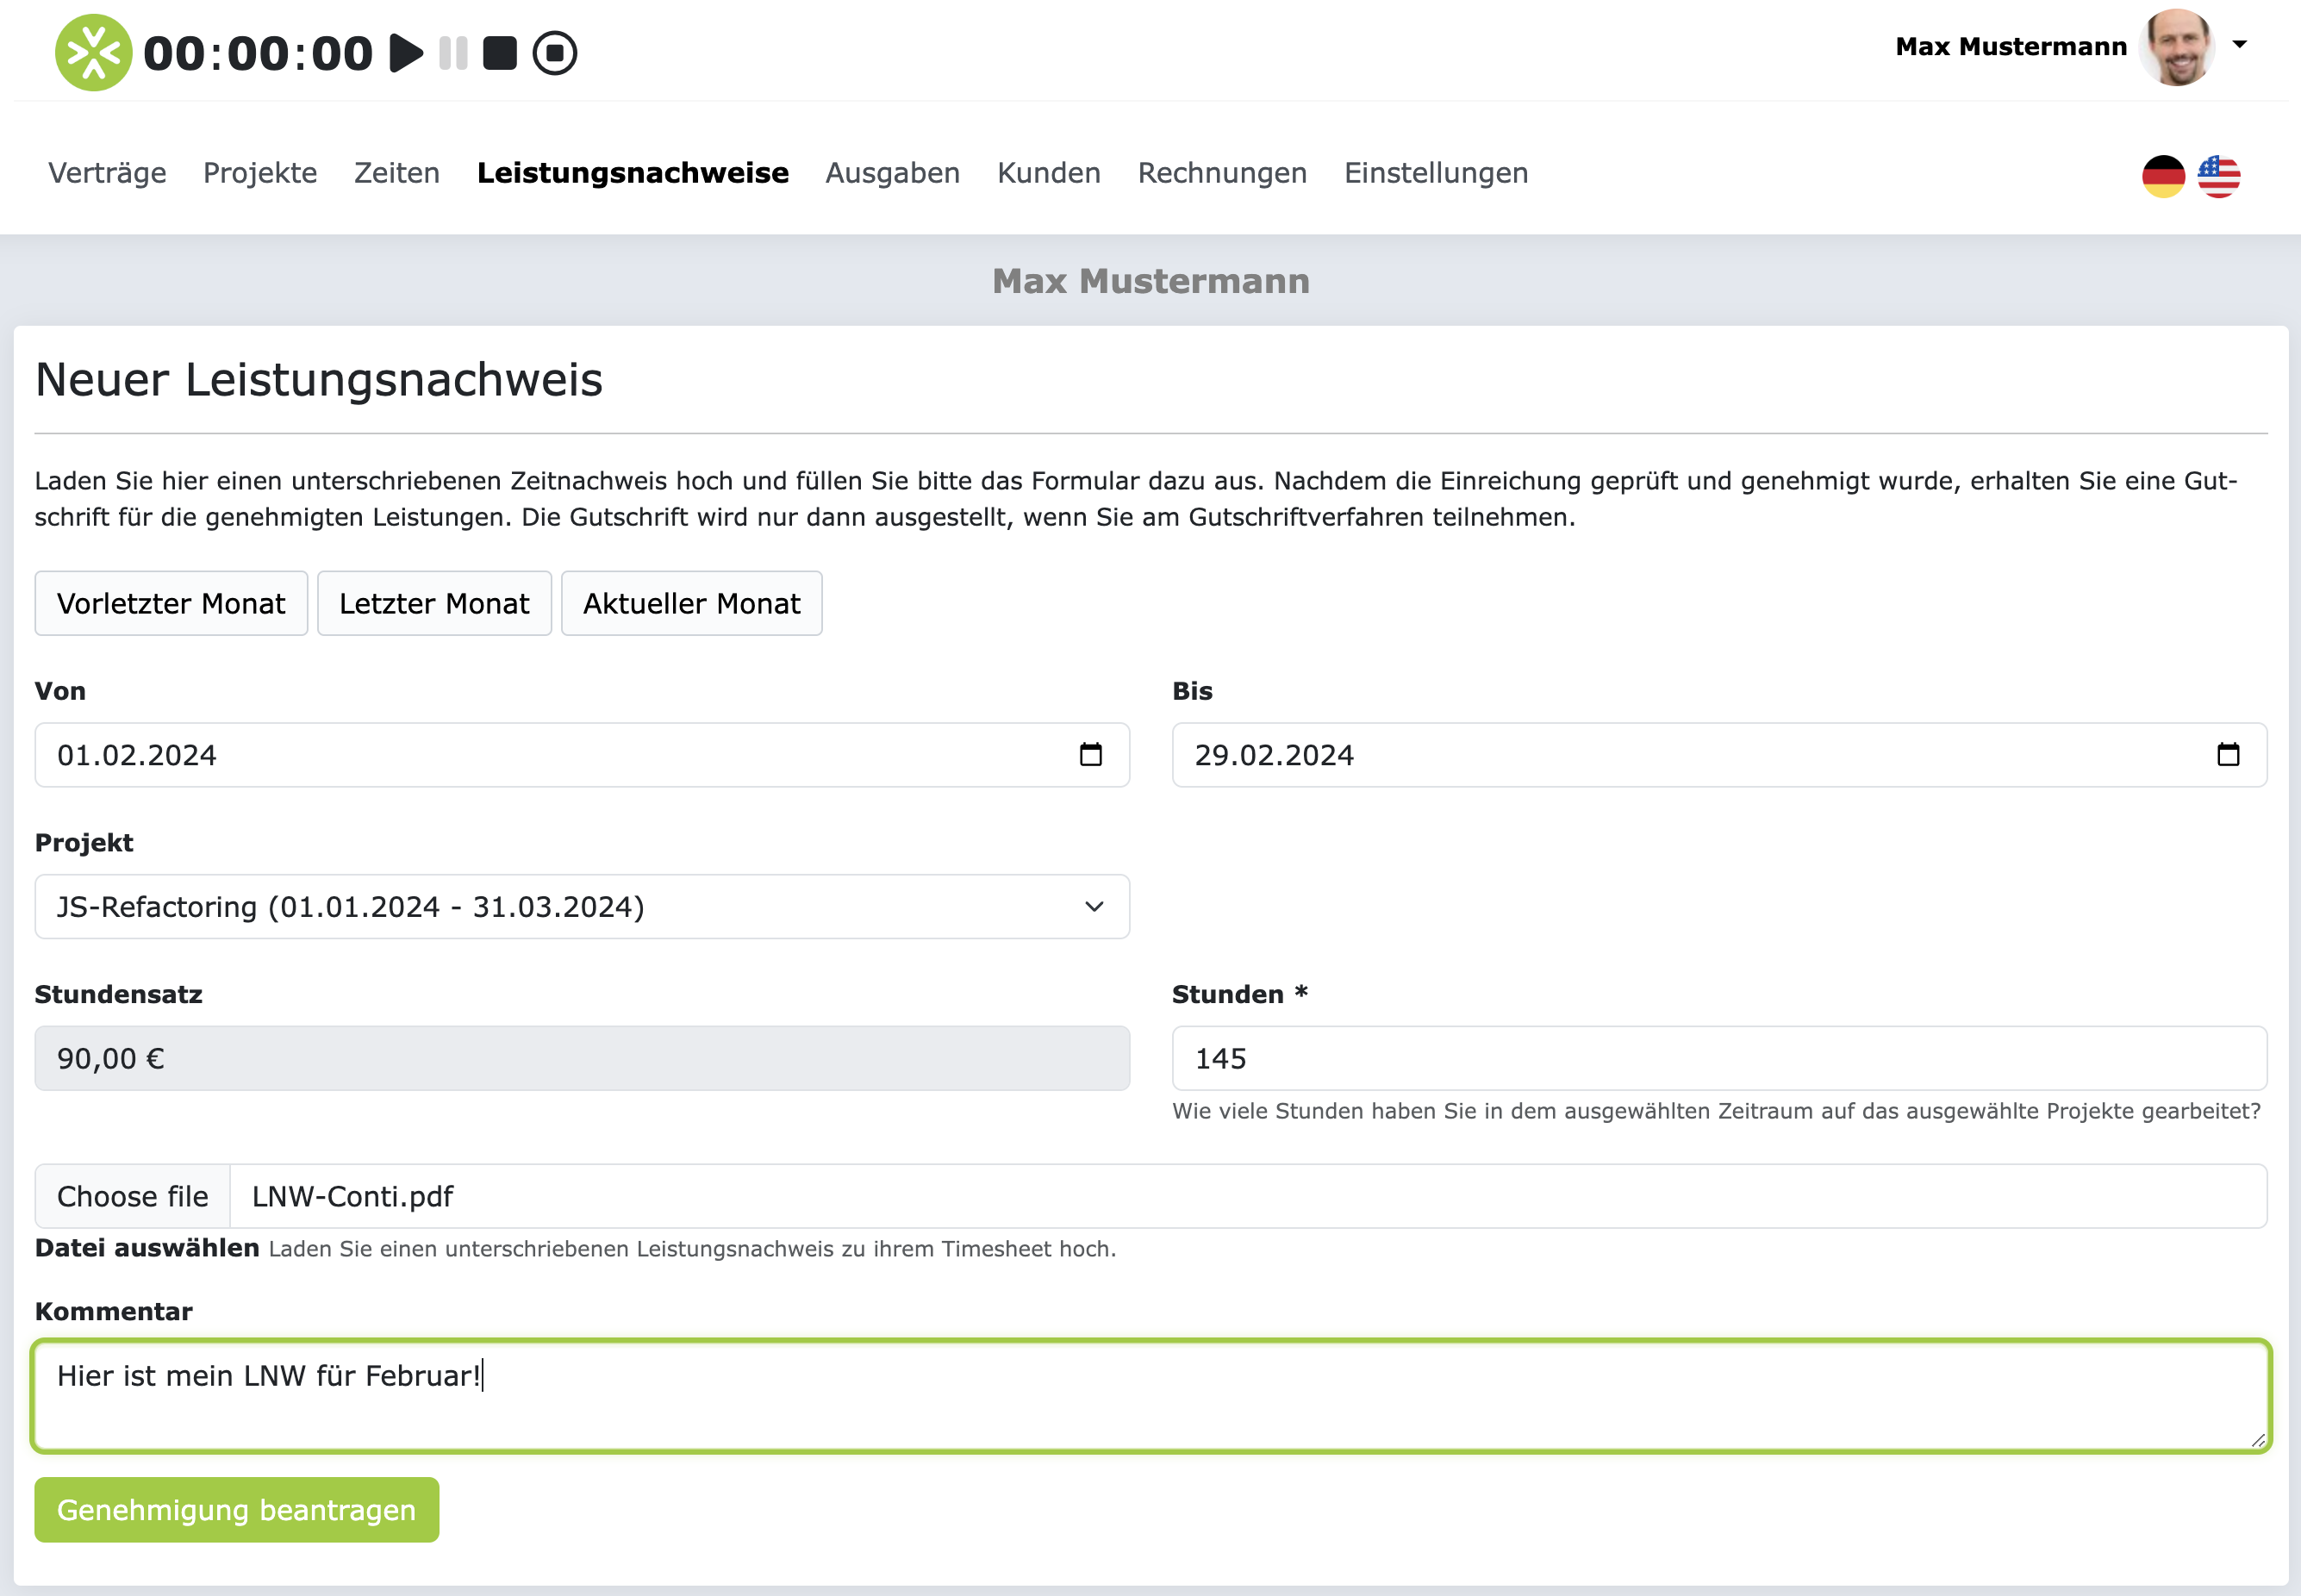 00:00:00
Max Mustermann
Verträge Projekte Zeiten Leistungsnachweise Ausgaben Kunden Rechnungen Einstellungen
Max Mustermann
Neuer Leistungsnachweis
Laden Sie hier einen unterschriebenen Zeitnachweis hoch und füllen Sie bitte das Formular dazu aus. Nachdem die Einreichung geprüft und genehmigt wurde, erhalten Sie eine Gut-
schrift für die genehmigten Leistungen. Die Gutschrift wird nur dann ausgestellt, wenn Sie am Gutschriftverfahren teilnehmen.
Vorletzter Monat Letzter Monat Aktueller Monat
Von Bis
01.02.2024 29.02.2024
Projekt
JS-Refactoring (01.01.2024 - 31.03.2024)
Stundensatz Stunden *
90,00 € 145
Wie viele Stunden haben Sie in dem ausgewählten Zeitraum auf das ausgewählte Projekte gearbeitet?
Choose file LNW-Conti.pdf
Datei auswählen Laden Sie einen unterschriebenen Leistungsnachweis zu ihrem Timesheet hoch.
Kommentar
Hier ist mein LNW für Februar!
Genehmigung beantragen